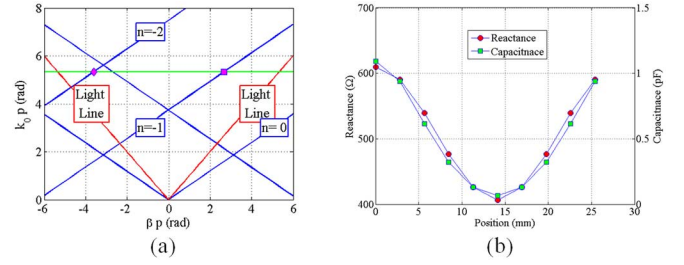 8
6
4
2
0
k0 p (rad)
n=-2
Light
Line
Light
Line
n=-1
n= 0
-6 -4 -2 0 2 4 6
β p (rad)
(a)
700
600
500
400
Reactance (Ω)
Reactance
Capacitnace
1.5
1
0.5
0
Capacitnace (pF)
0 5 10 15 20 25 30
Position (mm)
(b)